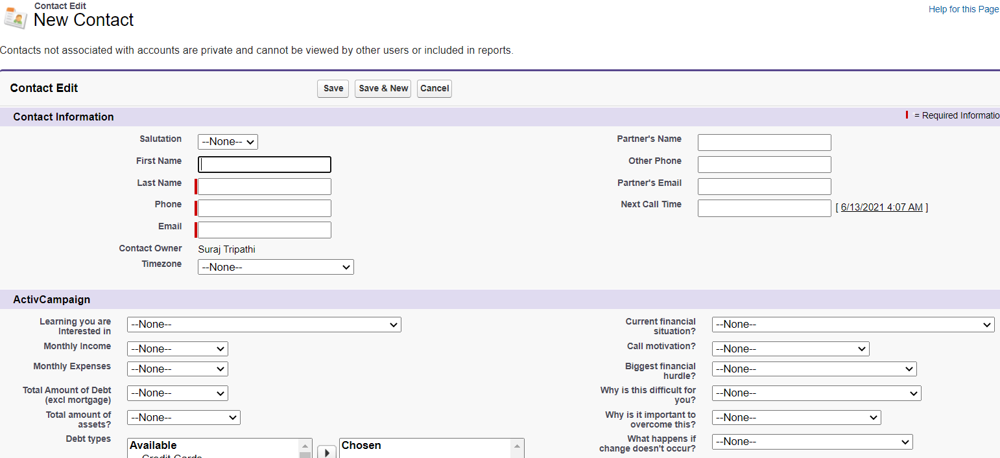 Contact Edit
New Contact
Help for this Page
Contacts not associated with accounts are private and cannot be viewed by other users or included in reports.
Contact Edit
Save
Save & New
Cancel
Contact Information
= Required Informatio
Salutation
--None--
First Name
Last Name
Phone
Email
Contact Owner
Suraj Tripathi
Timezone
--None--
Partner's Name
Other Phone
Partner's Email
Next Call Time
[ 6/13/2021 4:07 AM ]
ActivCampaign
Learning you are
Interested in
--None--
Monthly Income
--None--
Monthly Expenses
--None--
Total Amount of Debt
(excl mortgage)
--None--
Total amount of
assets?
--None--
Debt types
Available
Credit Cards
Chosen
Current financial
situation?
--None--
Call motivation?
--None--
Biggest financial
hurdle?
--None--
Why is this difficult for
you?
--None--
Why is it important to
overcome this?
--None--
What happens if
change doesn't occur?
--None--